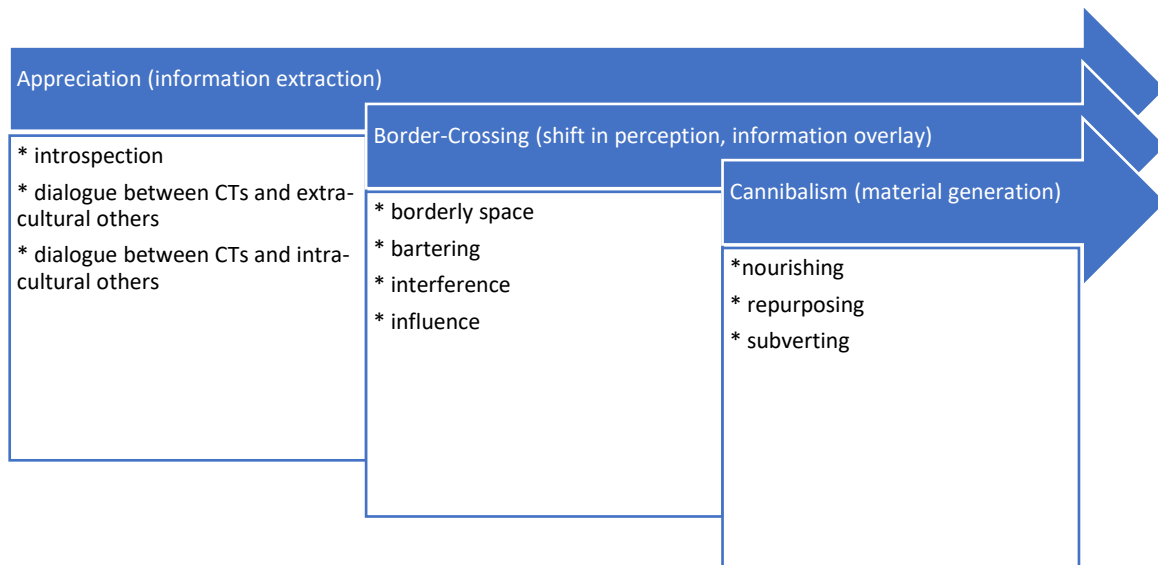 Appreciation (information extraction)
* introspection
* dialogue between CTs and extra-
cultural others
* dialogue between CTs and intra-
cultural others
Border-Crossing (shift in perception, information overlay)
* borderly space
* bartering
* interference
* influence
Cannibalism (material generation)
*nourishing
* repurposing
* subverting